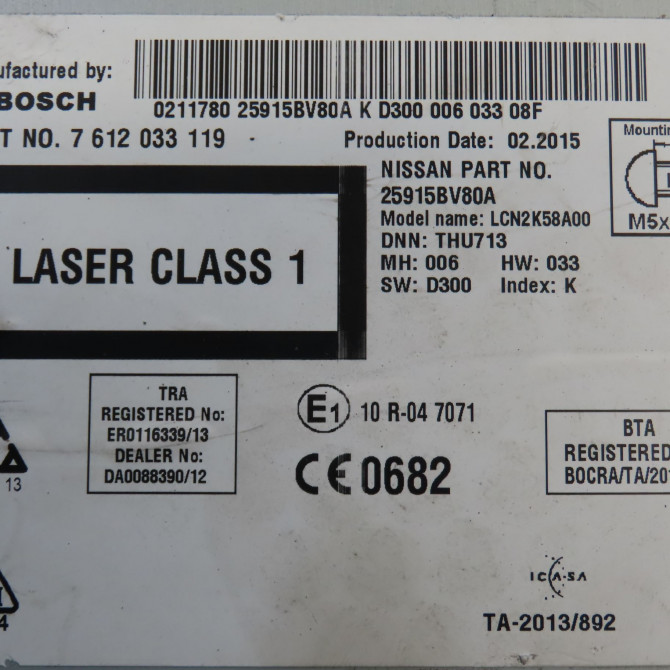 ufactured by:
BOSCH
0211780 25915BV80A K D300 006 033 08F
T NO. 7 612 033 119
Production Date: 02.2015
NISSAN PART NO.
25915BV80A
Model name: LCN2K58A00
DNN: THU713
MH: 006 HW: 033
SW: D300 Index: K
Mountin
M5x
LASER CLASS 1
TRA
REGISTERED No:
ER0116339/13
DEALER No:
DA0088390/12
E1 10 R-04 7071
CE 0682
BTA
REGISTERED
BOCRA/TA/201
13
ICASA
TA-2013/892
4